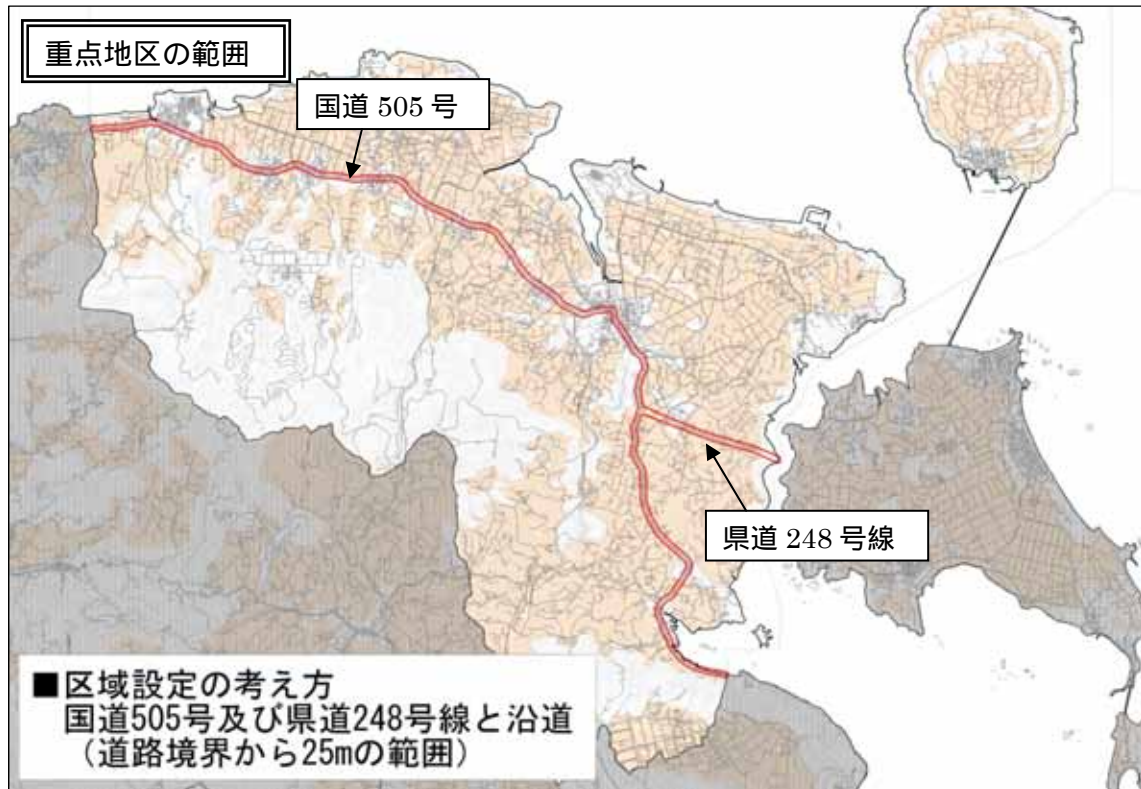 重点地区の範囲
国道 505 号
県道 248 号線
■区域設定の考え方
国道505号及び県道248号線と沿道
（道路境界から25mの範囲）